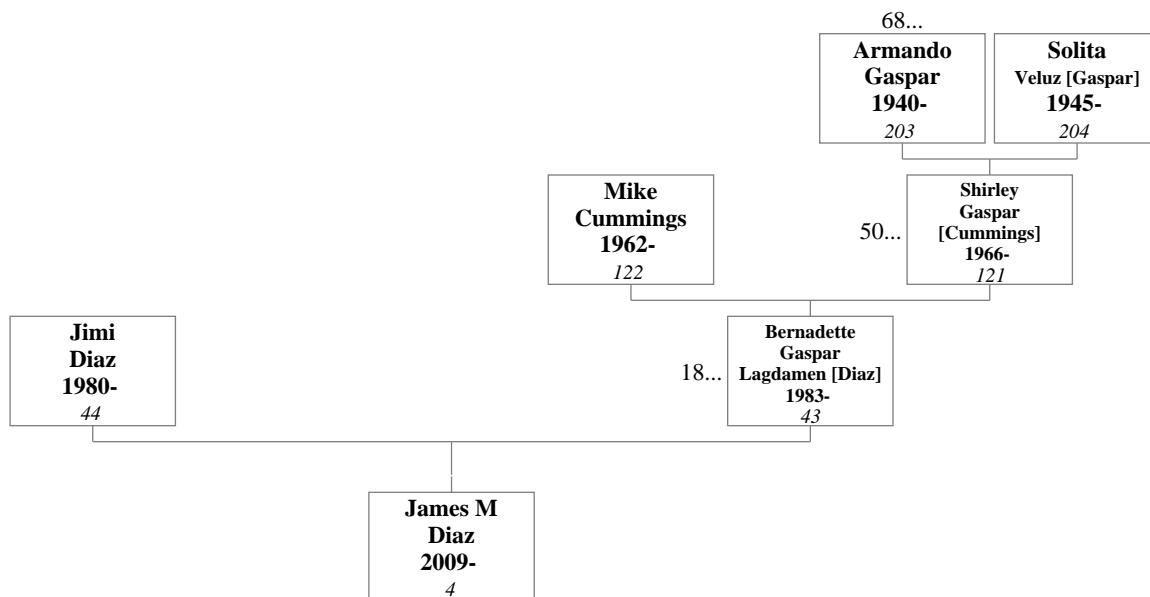 68...
Armando
Gaspar
1940-
203
Solita
Veluz [Gaspar]
1945-
204
Mike
Cummings
1962-
122
50...
Shirley
Gaspar
[Cummings]
1966-
121
Jimi
Diaz
1980-
44
18...
Bernadette
Gaspar
Lagdamen [Diaz]
1983-
43
James M
Diaz
2009-
4